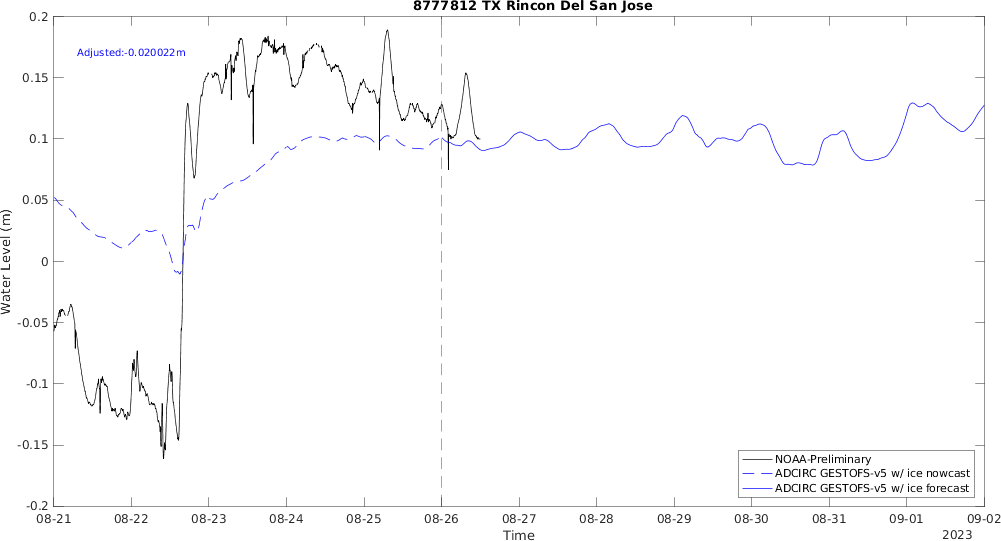 8777812 TX Rincon Del San Jose
Adjusted:-0.020022m
0.2
0.15
0.1
0.05
0
-0.05
-0.1
-0.15
-0.2
Water Level (m)
NOAA-Preliminary
ADCIRC GESTOFS-v5 w/ ice nowcast
ADCIRC GESTOFS-v5 w/ ice forecast
08-21 08-22 08-23 08-24 08-25 08-26 08-27 08-28 08-29 08-30 08-31 09-01 09-02
Time
2023